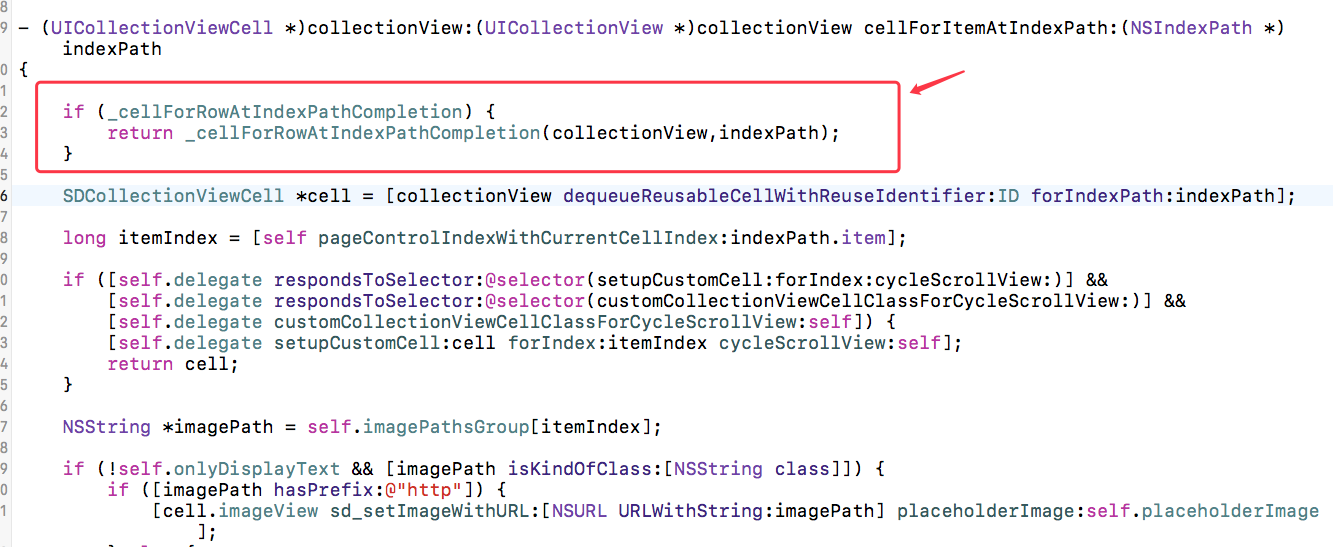 8
9 – (UICollectionViewCell *)collectionView:(UICollectionView *)collectionView cellForItemAtIndexPath:(NSIndexPath *)
indexPath
0 {
1
2 if (_cellForRowAtIndexPathCompletion) {
3 return _cellForRowAtIndexPathCompletion(collectionView,indexPath);
4 }
5
6 SDCollectionViewCell *cell = [collectionView dequeueReusableCellWithReuseIdentifier:ID forIndexPath:indexPath];
7
8 long itemIndex = [self pageControlIndexWithCurrentCellIndex:indexPath.item];
9
0 if ([self.delegate respondsToSelector:@selector(setupCustomCell:forIndex:cycleScrollView:)] &&
1 [self.delegate respondsToSelector:@selector(customCollectionViewCellClassForCycleScrollView:)] &&
2 [self.delegate customCollectionViewCellClassForCycleScrollView:self]) {
3 [self.delegate setupCustomCell:cell forIndex:itemIndex cycleScrollView:self];
4 return cell;
5 }
6
7 NSString *imagePath = self.imagePathsGroup[itemIndex];
8
9 if (!self.onlyDisplayText && [imagePath isKindOfClass:[NSString class]]) {
0 if ([imagePath hasPrefix:@"http"]) {
1 [cell.imageView sd_setImageWithURL:[NSURL URLWithString:imagePath] placeholderImage:self.placeholderImage
];